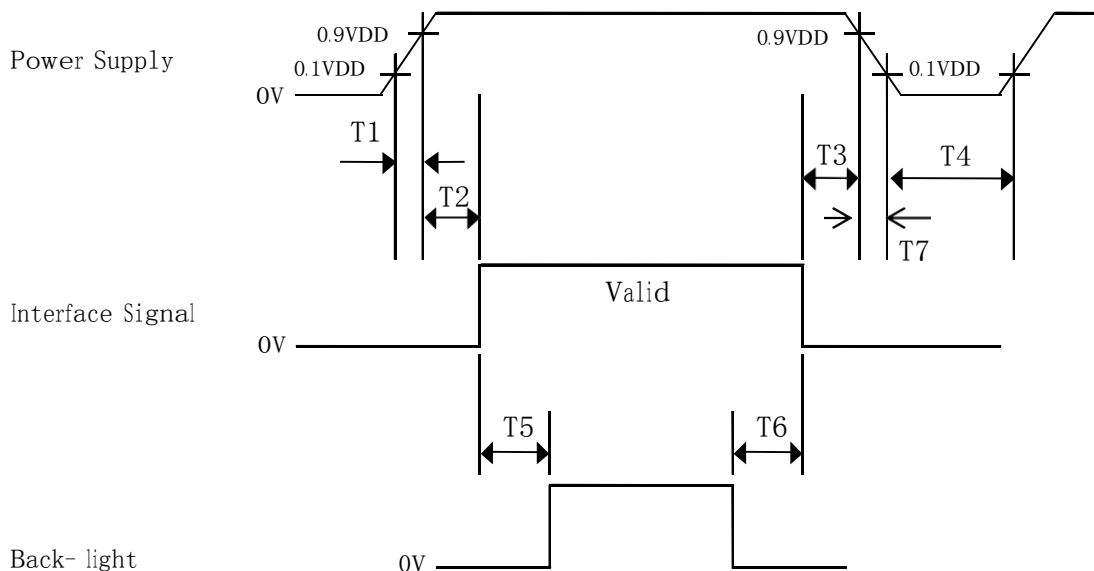 0.9VDD
0.9VDD
Power Supply
0.1VDD
0.1VDD
0V
T1
T3
T4
T2
T7
Valid
Interface Signal
0V
T5
T6
Back- light
0V